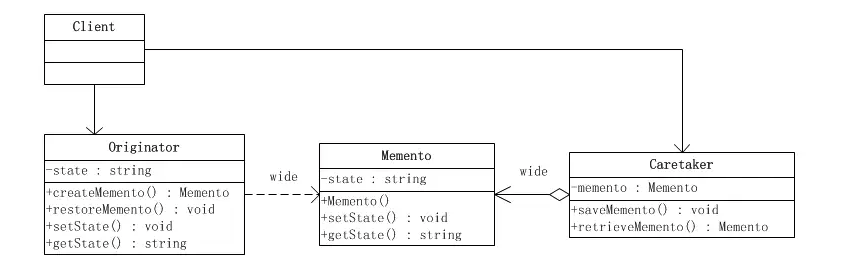 Client
Originator
-state : string
+createMemento() : Memento
+restoreMemento() : void
+setState() : void
+getState() : string
wide
Memento
-state : string
+Memento()
+setState() : void
+getState() : string
wide
Caretaker
-memento : Memento
+saveMemento() : void
+retrieveMemento() : Memento